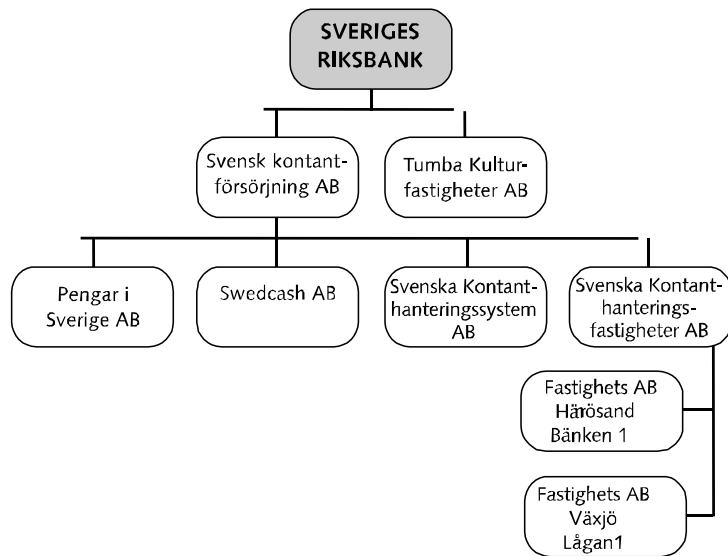 SVERIGES
RIKSBANK
Svensk kontant-
försörjning AB
Tumba Kultur-
fastigheter AB
Pengar i
Sverige AB
Swedcash AB
Svenska Kontant-
hanteringssystem
AB
Svenska Kontant-
hanterings-
fastigheter AB
Fastighets AB
Härösand
Bänken 1
Fastighets AB
Växjö
Lågan1